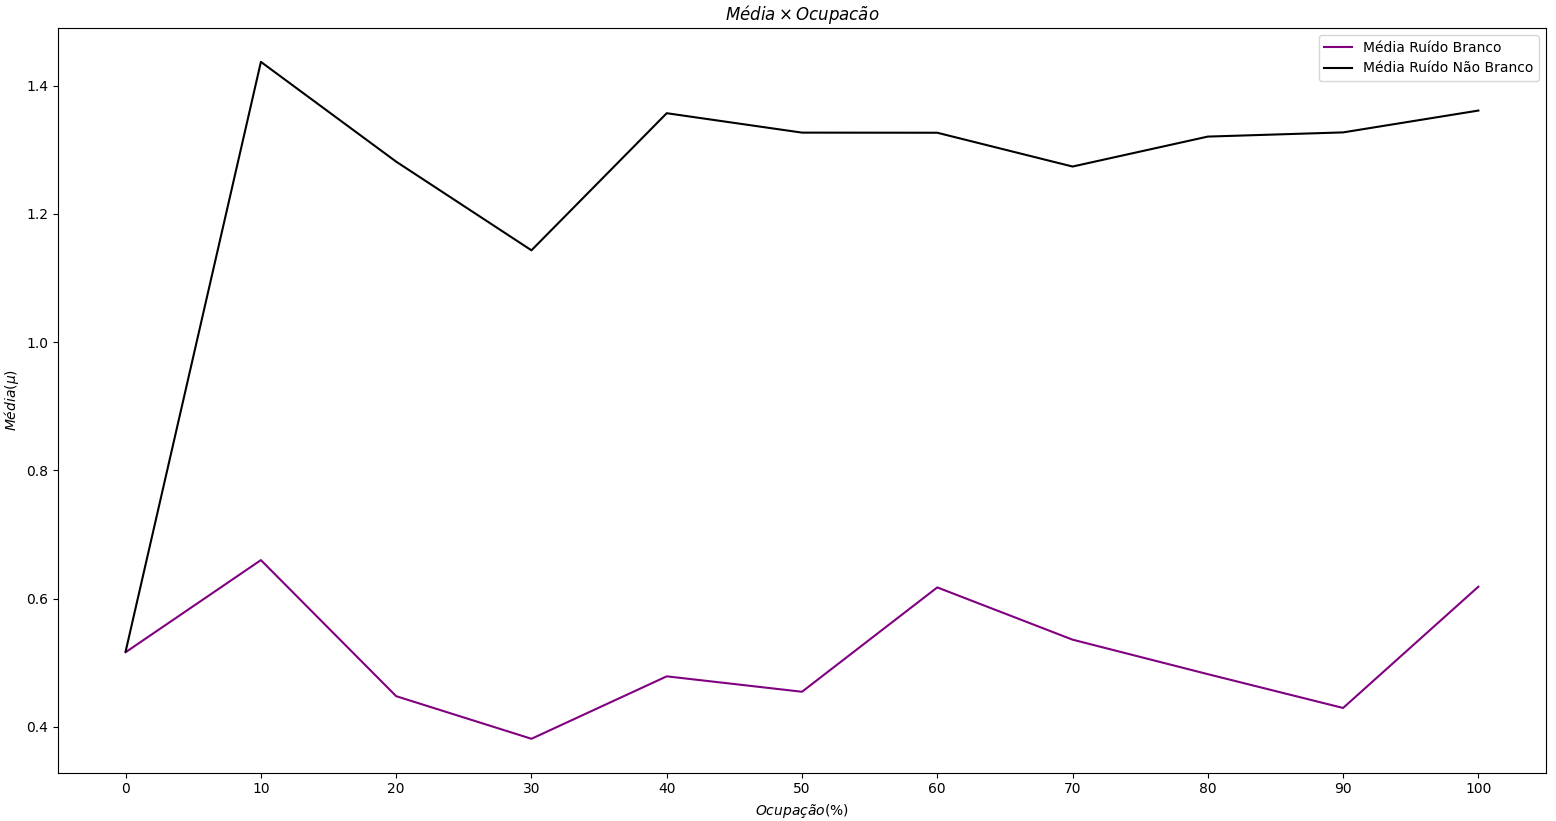 Média × Ocupacão
Média Ruído Branco
Média Ruído Não Branco
1.4
1.2
1.0
0.8
0.6
0.4
Média(μ)
0 10 20 30 40 50 60 70 80 90 100
Ocupação(%)